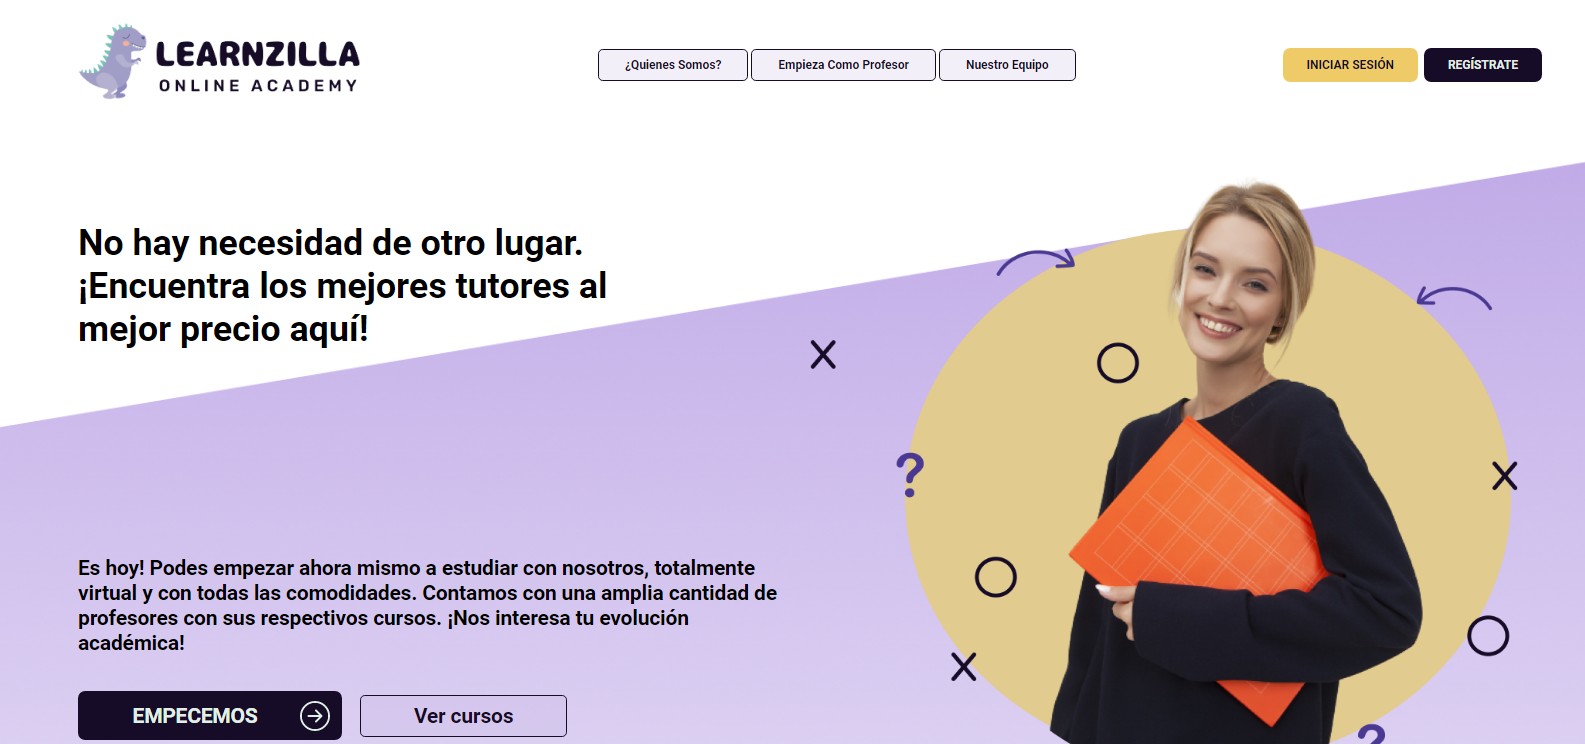 LEARNZILLA
ONLINE ACADEMY
¿Quienes Somos?
Empieza Como Profesor
Nuestro Equipo
INICIAR SESIÓN
REGÍSTRATE
No hay necesidad de otro lugar.
¡Encuentra los mejores tutores al
mejor precio aquí!
Es hoy! Podes empezar ahora mismo a estudiar con nosotros, totalmente
virtual y con todas las comodidades. Contamos con una amplia cantidad de
profesores con sus respectivos cursos. ¡Nos interesa tu evolución
académica!
EMPECEMOS
Ver cursos